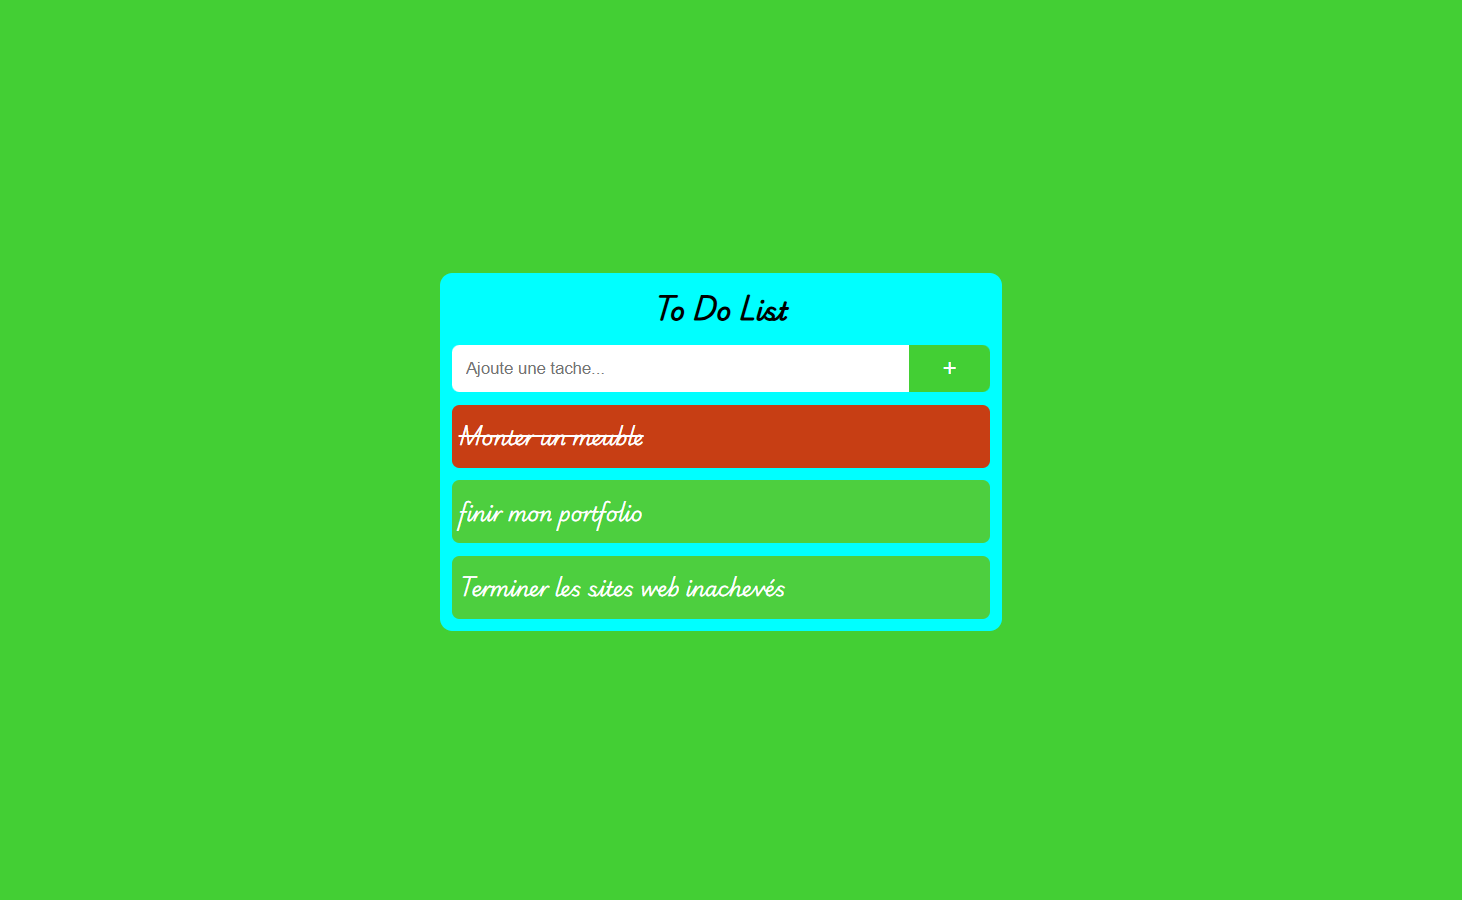 To Do List
Ajoute une tache...
+
Monter un meuble
finir mon portfolio
Terminer les sites web inachevés